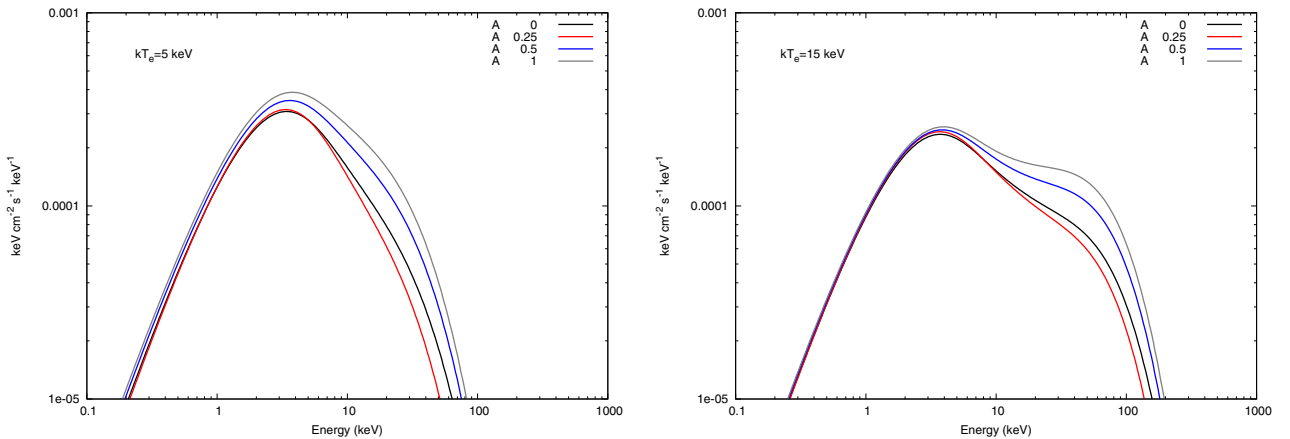 0.001
0.0001
1e-05
0.1
1
10
100
1000
Energy (keV)
keV cm⁻² s⁻¹ keV⁻¹
kTₑ=5 keV
A 0
A 0.25
A 0.5
A 1
0.001
0.0001
1e-05
0.1
1
10
100
1000
Energy (keV)
keV cm⁻² s⁻¹ keV⁻¹
kTₑ=15 keV
A 0
A 0.25
A 0.5
A 1